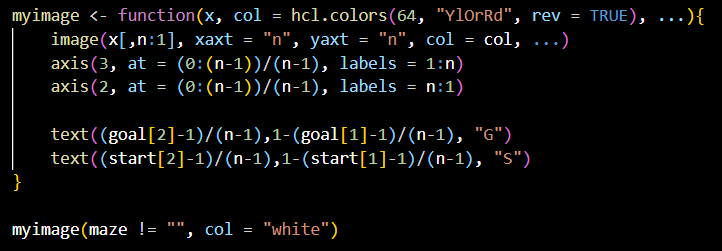 myimage <- function(x, col = hcl.colors(64, "YlOrRd", rev = TRUE), ...){
    image(x[,n:1], xaxt = "n", yaxt = "n", col = col, ...)
    axis(3, at = (0:(n-1))/(n-1), labels = 1:n)
    axis(2, at = (0:(n-1))/(n-1), labels = n:1)

    text((goal[2]-1)/(n-1),1-(goal[1]-1)/(n-1), "G")
    text((start[2]-1)/(n-1),1-(start[1]-1)/(n-1), "S")
}

myimage(maze != "", col = "white")